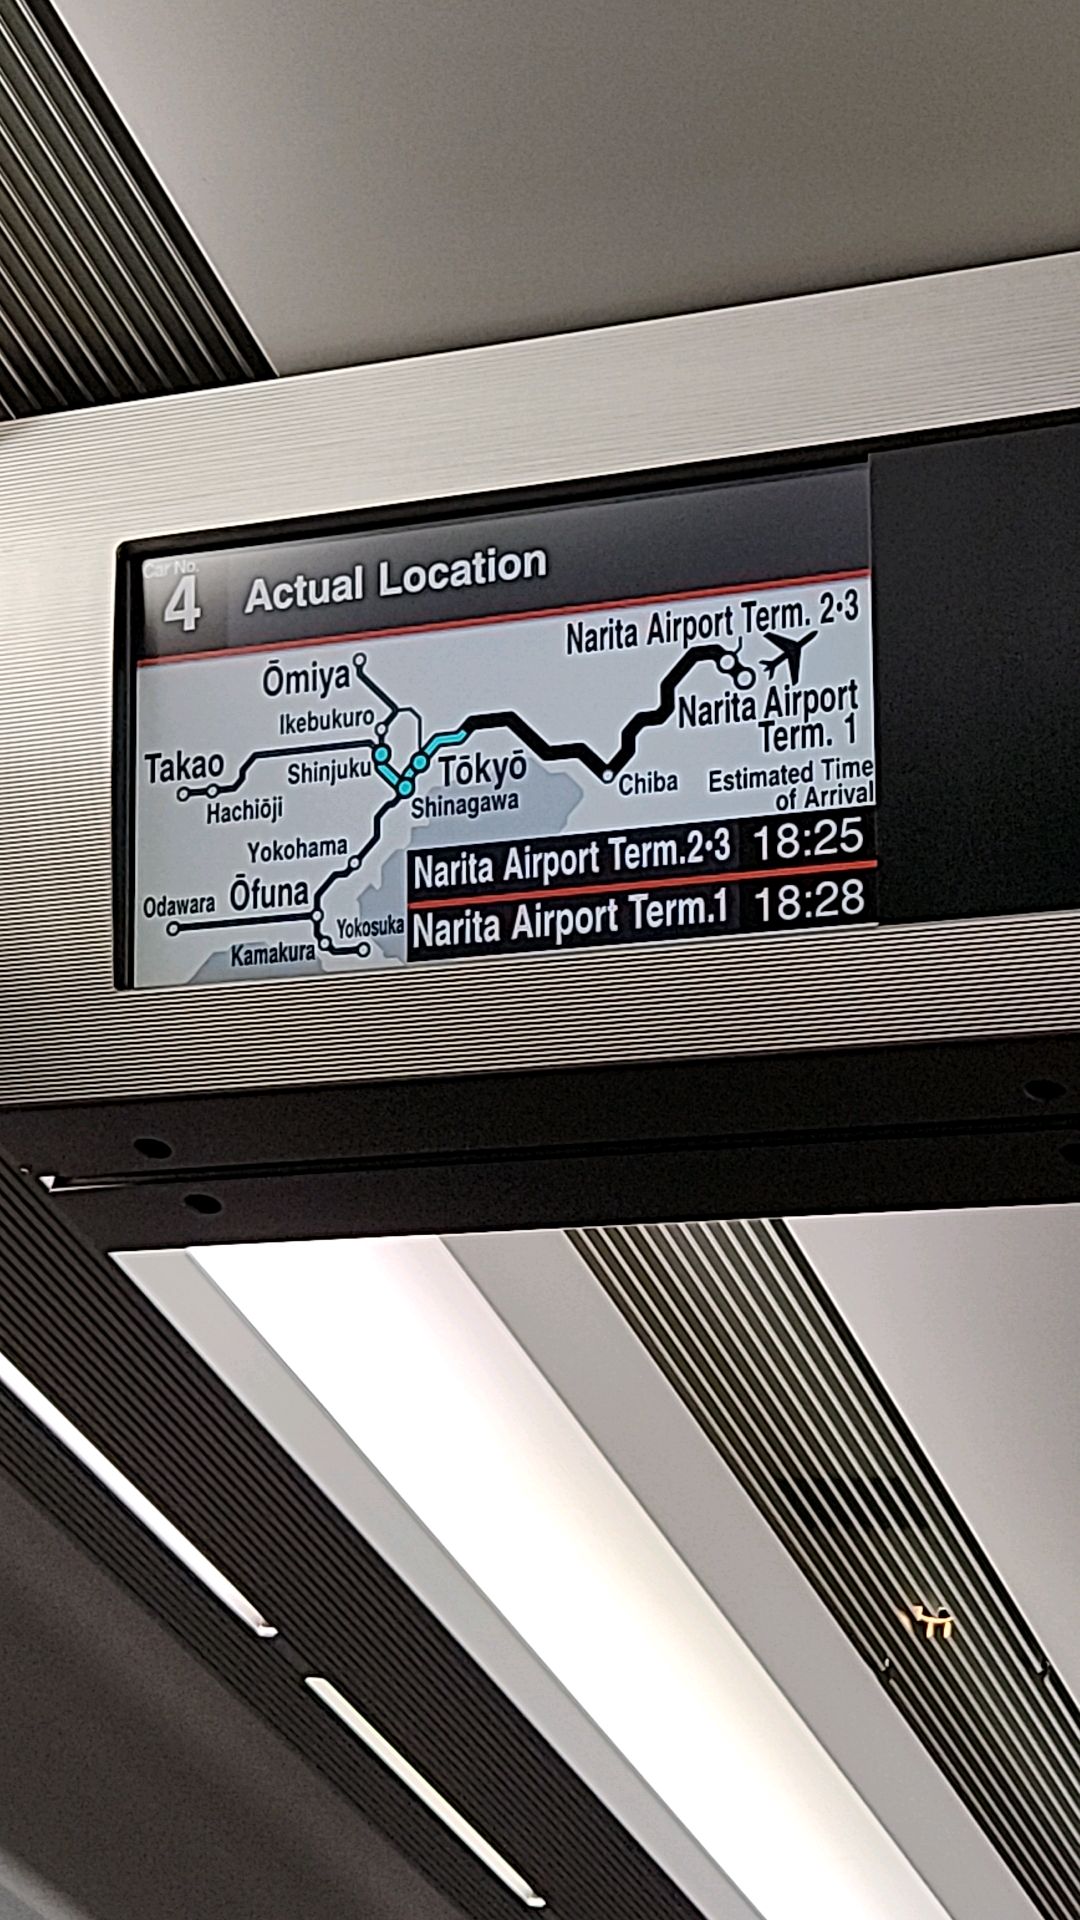 Car No.
4
Actual Location
Narita Airport Term. 2･3
Ōmiya
Ikebukuro
Narita Airport
Term. 1
Takao
Shinjuku
Tōkyō
Chiba
Estimated Time
of Arrival
Hachiōji
Shinagawa
Yokohama
Narita Airport Term.2･3 18:25
Odawara
Ōfuna
Yokosuka
Narita Airport Term.1 18:28
Kamakura